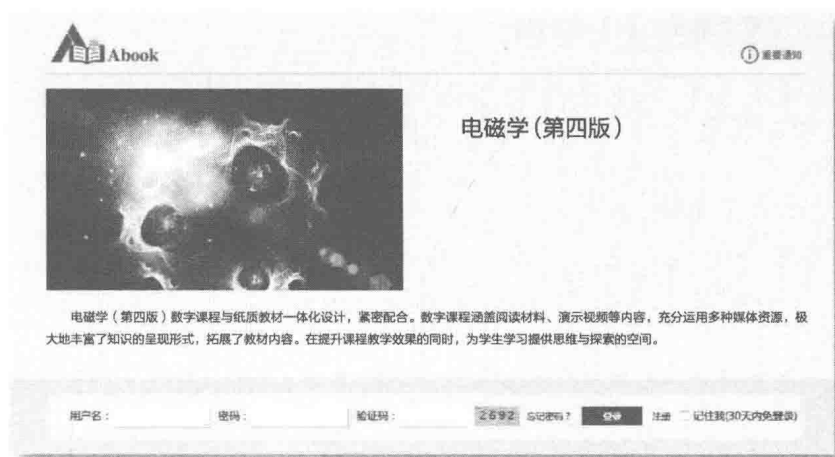 Abook
重要通知
电磁学(第四版)
电磁学(第四版)数字课程与纸质教材一体化设计,紧密配合。数字课程涵盖阅读材料、演示视频等内容,充分运用多种媒体资源,极
大地丰富了知识的呈现形式,拓展了教材内容。在提升课程教学效果的同时,为学生学习提供思维与探索的空间。
用户名: 密码: 验证码: 2692 忘记密码? 登录 注册 记住我(30天内免登录)